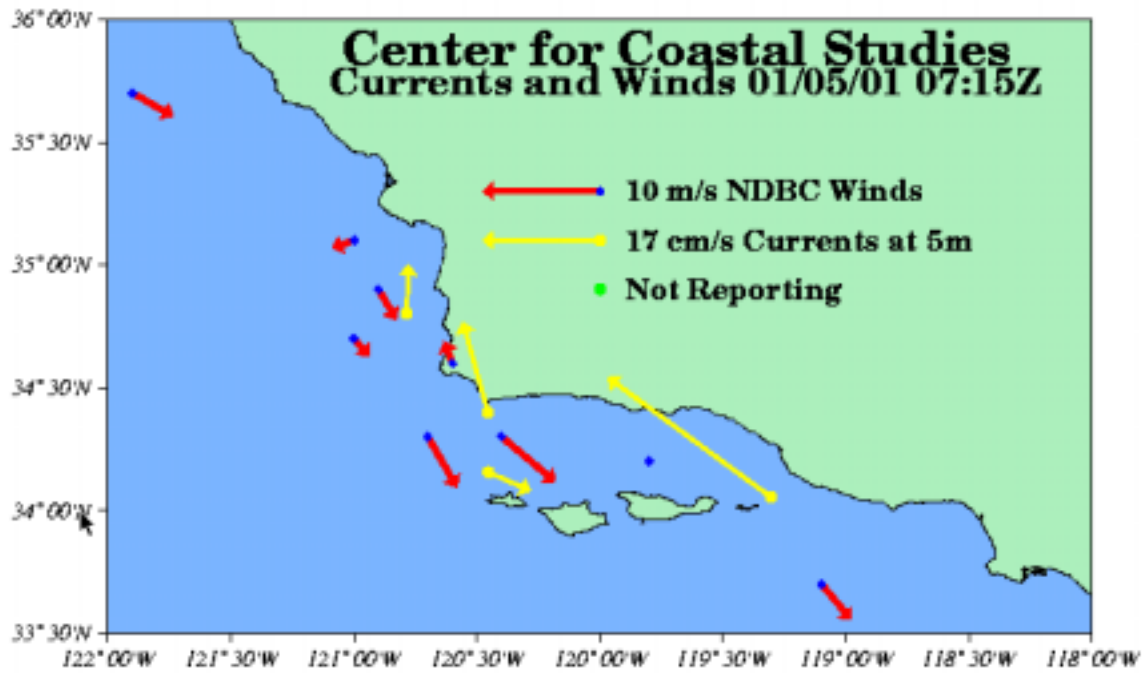 36°00'N
Center for Coastal Studies
Currents and Winds 01/05/01 07:15Z
35°30'W
10 m/s NDBC Winds
17 cm/s Currents at 5m
35°00'W
Not Reporting
34°30'W
34°00'W
33°30'W
122°00'W 121°30'W 121°00'W 120°30'W 120°00'W 119°30'W 119°00'W 118°30'W 118°00'W